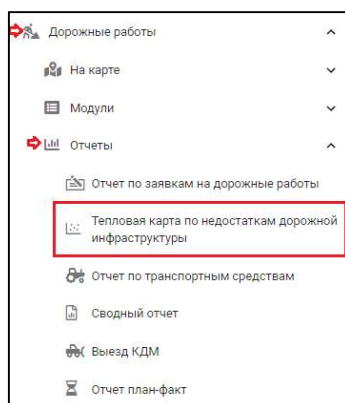 Дорожные работы
На карте
Модули
Отчеты
Отчет по заявкам на дорожные работы
Тепловая карта по недостаткам дорожной
инфраструктуры
Отчет по транспортным средствам
Сводный отчет
Выезд КДМ
Отчет план-факт